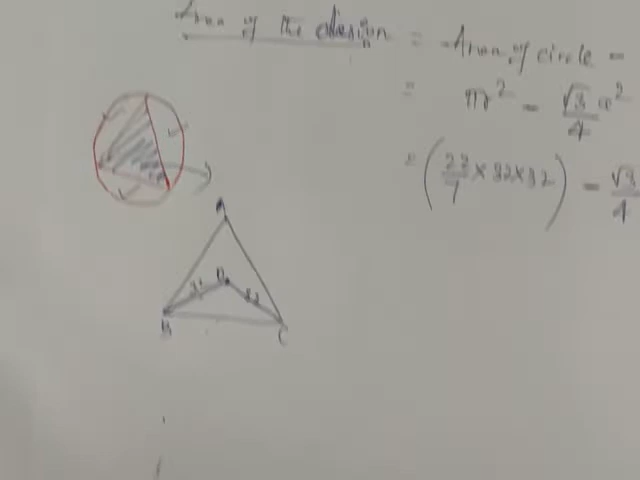 Area of the design = Area of circle -
= πr² - √3/4 a²
= (22/7 × 32 × 32) - √3/4
A
O
32 32
B C